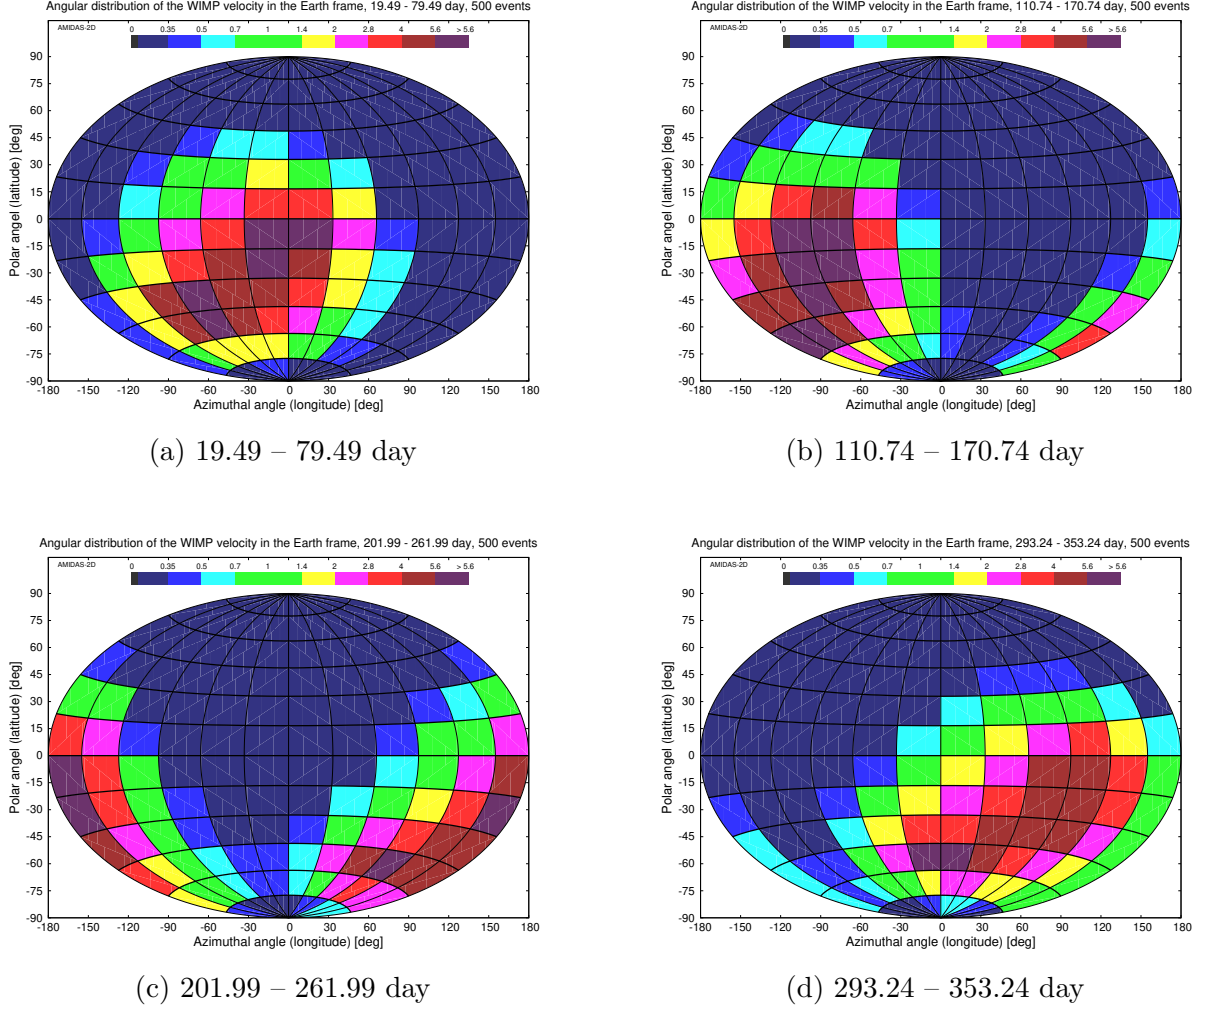 Angular distribution of the WIMP velocity in the Earth frame, 19.49 - 79.49 day, 500 events
AMIDAS-2D
0 0.35 0.5 0.7 1 1.4 2 2.8 4 5.6 > 5.6
Polar angel (latitude) [deg]
90
75
60
45
30
15
0
-15
-30
-45
-60
-75
-90
-180 -150 -120 -90 -60 -30 0 30 60 90 120 150 180
Azimuthal angle (longitude) [deg]
(a) 19.49 – 79.49 day
Angular distribution of the WIMP velocity in the Earth frame, 110.74 - 170.74 day, 500 events
AMIDAS-2D
0 0.35 0.5 0.7 1 1.4 2 2.8 4 5.6 > 5.6
Polar angel (latitude) [deg]
90
75
60
45
30
15
0
-15
-30
-45
-60
-75
-90
-180 -150 -120 -90 -60 -30 0 30 60 90 120 150 180
Azimuthal angle (longitude) [deg]
(b) 110.74 – 170.74 day
Angular distribution of the WIMP velocity in the Earth frame, 201.99 - 261.99 day, 500 events
AMIDAS-2D
0 0.35 0.5 0.7 1 1.4 2 2.8 4 5.6 > 5.6
Polar angel (latitude) [deg]
90
75
60
45
30
15
0
-15
-30
-45
-60
-75
-90
-180 -150 -120 -90 -60 -30 0 30 60 90 120 150 180
Azimuthal angle (longitude) [deg]
(c) 201.99 – 261.99 day
Angular distribution of the WIMP velocity in the Earth frame, 293.24 - 353.24 day, 500 events
AMIDAS-2D
0 0.35 0.5 0.7 1 1.4 2 2.8 4 5.6 > 5.6
Polar angel (latitude) [deg]
90
75
60
45
30
15
0
-15
-30
-45
-60
-75
-90
-180 -150 -120 -90 -60 -30 0 30 60 90 120 150 180
Azimuthal angle (longitude) [deg]
(d) 293.24 – 353.24 day